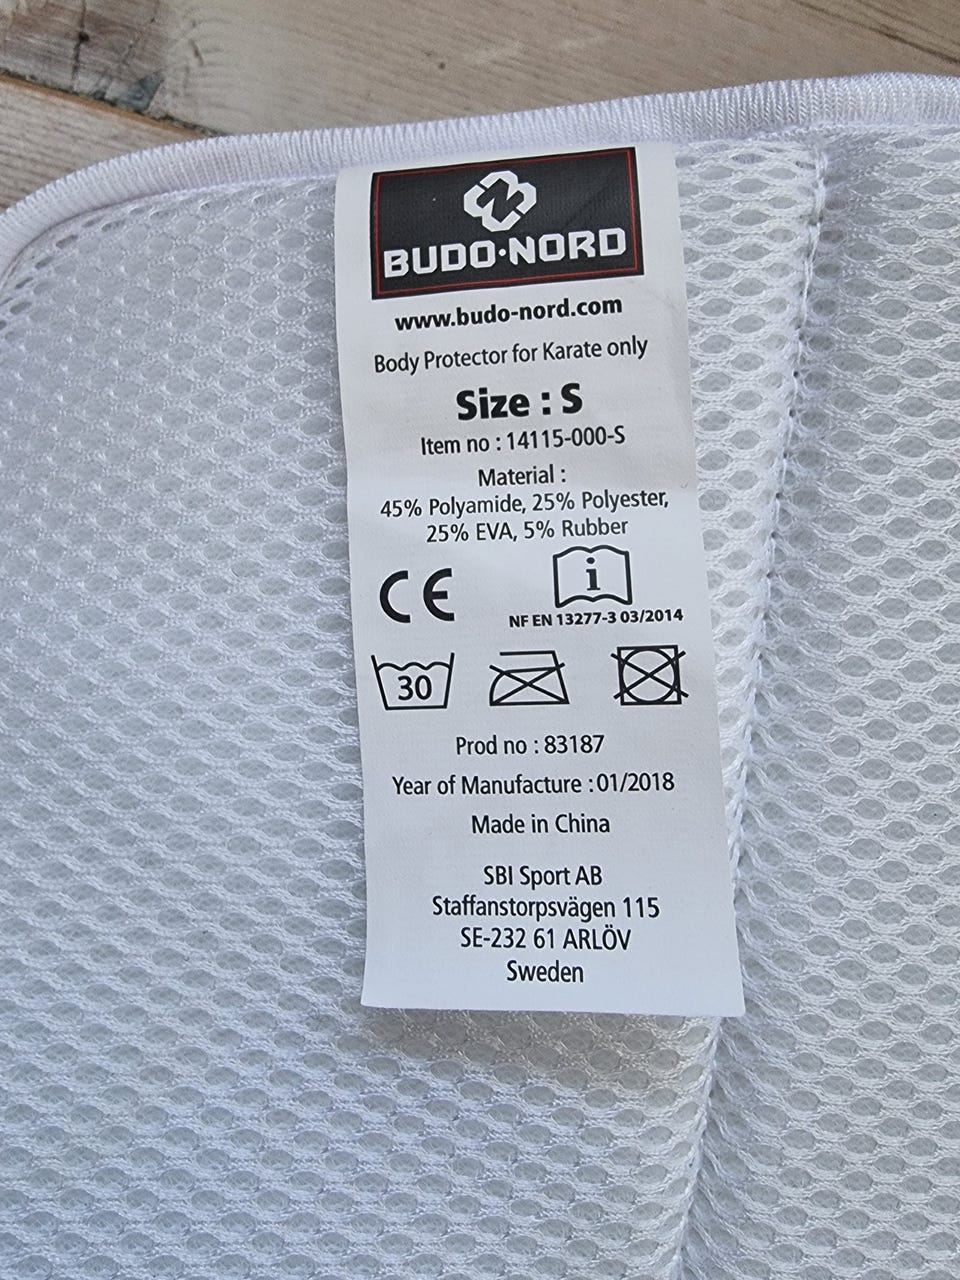 BUDO·NORD
www.budo-nord.com
Body Protector for Karate only
Size : S
Item no : 14115-000-S
Material :
45% Polyamide, 25% Polyester,
25% EVA, 5% Rubber
CE
i
NF EN 13277-3 03/2014
30
Prod no : 83187
Year of Manufacture : 01/2018
Made in China
SBI Sport AB
Staffanstorpsvägen 115
SE-232 61 ARLÖV
Sweden